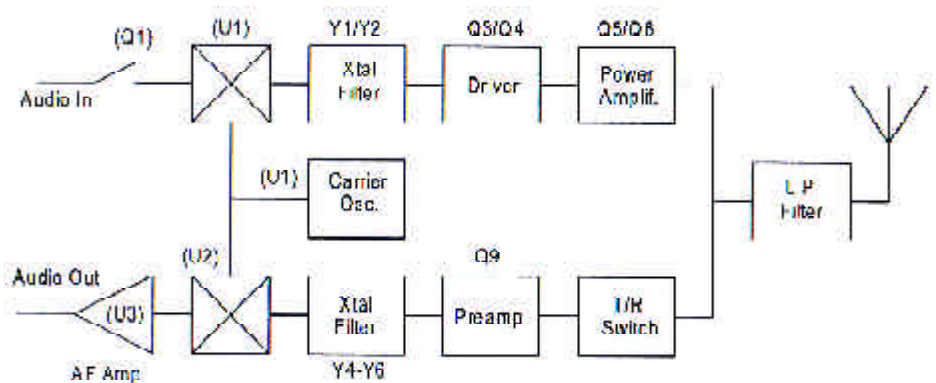 (Q1)
(U1)
Y1/Y2
Q3/Q4
Q5/Q6
Audio In
Xtal
Filter
Driver
Power
Amplif.
(U1)
Carrier
Osc.
L P
Filter
Audio Out
(U2)
Q9
(U3)
Xtal
Filter
Preamp
T/R
Switch
AF Amp
Y4-Y6